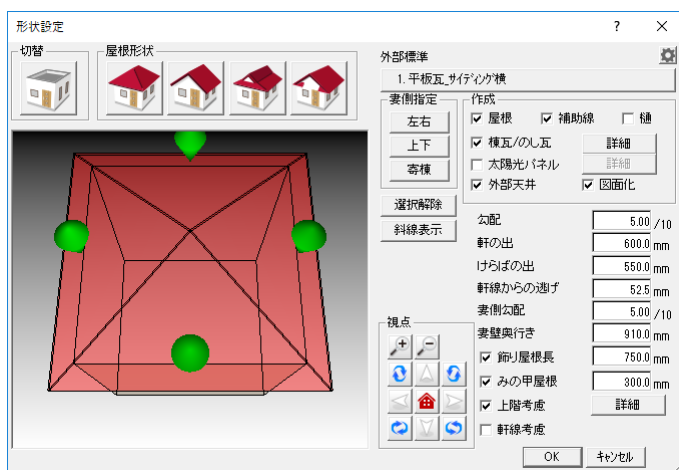 形状設定
?
×
切替
屋根形状
外部標準
1. 平板瓦_サイディング横
妻側指定
左右
上下
寄棟
選択解除
斜線表示
作成
屋根
補助線
樋
棟瓦/のし瓦
詳細
太陽光パネル
詳細
外部天井
図面化
勾配
5.00 /10
軒の出
600.0 mm
けらばの出
550.0 mm
軒線からの逃げ
52.5 mm
妻側勾配
5.00 /10
妻壁奥行き
910.0 mm
飾り屋根長
750.0 mm
みの甲屋根
300.0 mm
上階考慮
詳細
軒線考慮
視点
OK
キャンセル